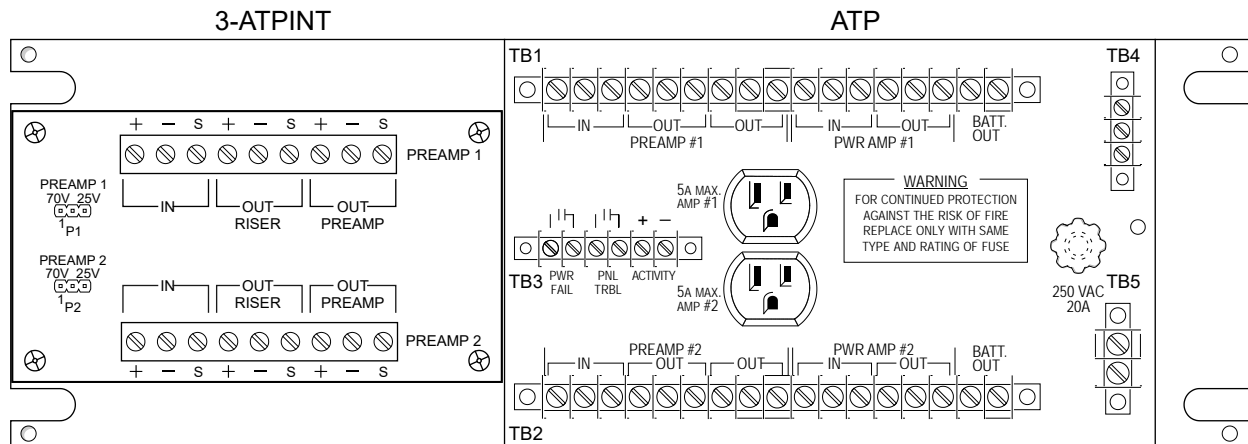 3-ATPINT
ATP
+ − S + − S + − S
PREAMP 1
IN
OUT
RISER
OUT
PREAMP
PREAMP 1
70V 25V
1
P1
PREAMP 2
70V 25V
1
P2
IN
OUT
RISER
OUT
PREAMP
PREAMP 2
+ − S + − S + − S
TB1
IN
OUT
OUT
IN
OUT
BATT.
OUT
PREAMP #1
PWR AMP #1
5A MAX.
AMP #1
+ −
TB3
PWR
FAIL
PNL
TRBL
ACTIVITY
5A MAX.
AMP #2
WARNING
FOR CONTINUED PROTECTION
AGAINST THE RISK OF FIRE
REPLACE ONLY WITH SAME
TYPE AND RATING OF FUSE
TB4
250 VAC
20A
TB5
PREAMP #2
PWR AMP #2
BATT.
OUT
IN
OUT
OUT
IN
OUT
TB2